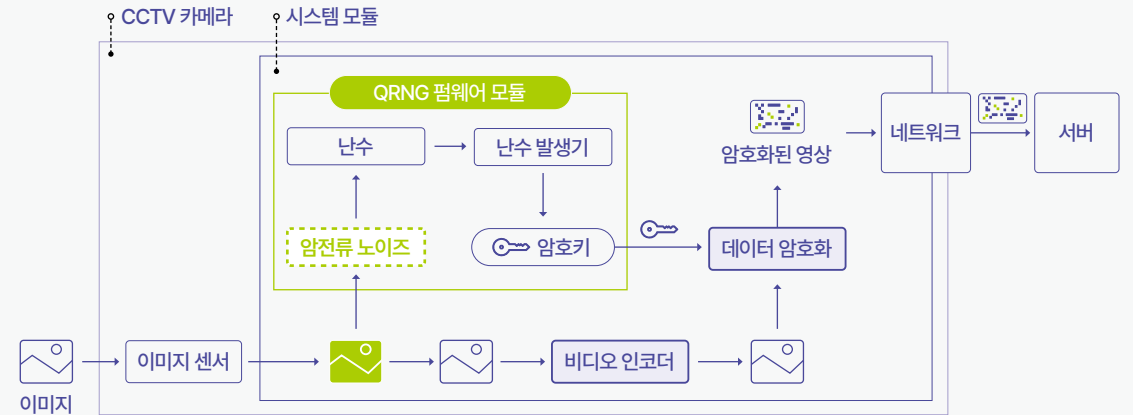 CCTV 카메라
시스템 모듈
QRNG 펌웨어 모듈
난수
난수 발생기
암호화된 영상
네트워크
서버
암전류 노이즈
암호키
데이터 암호화
이미지 센서
비디오 인코더
이미지